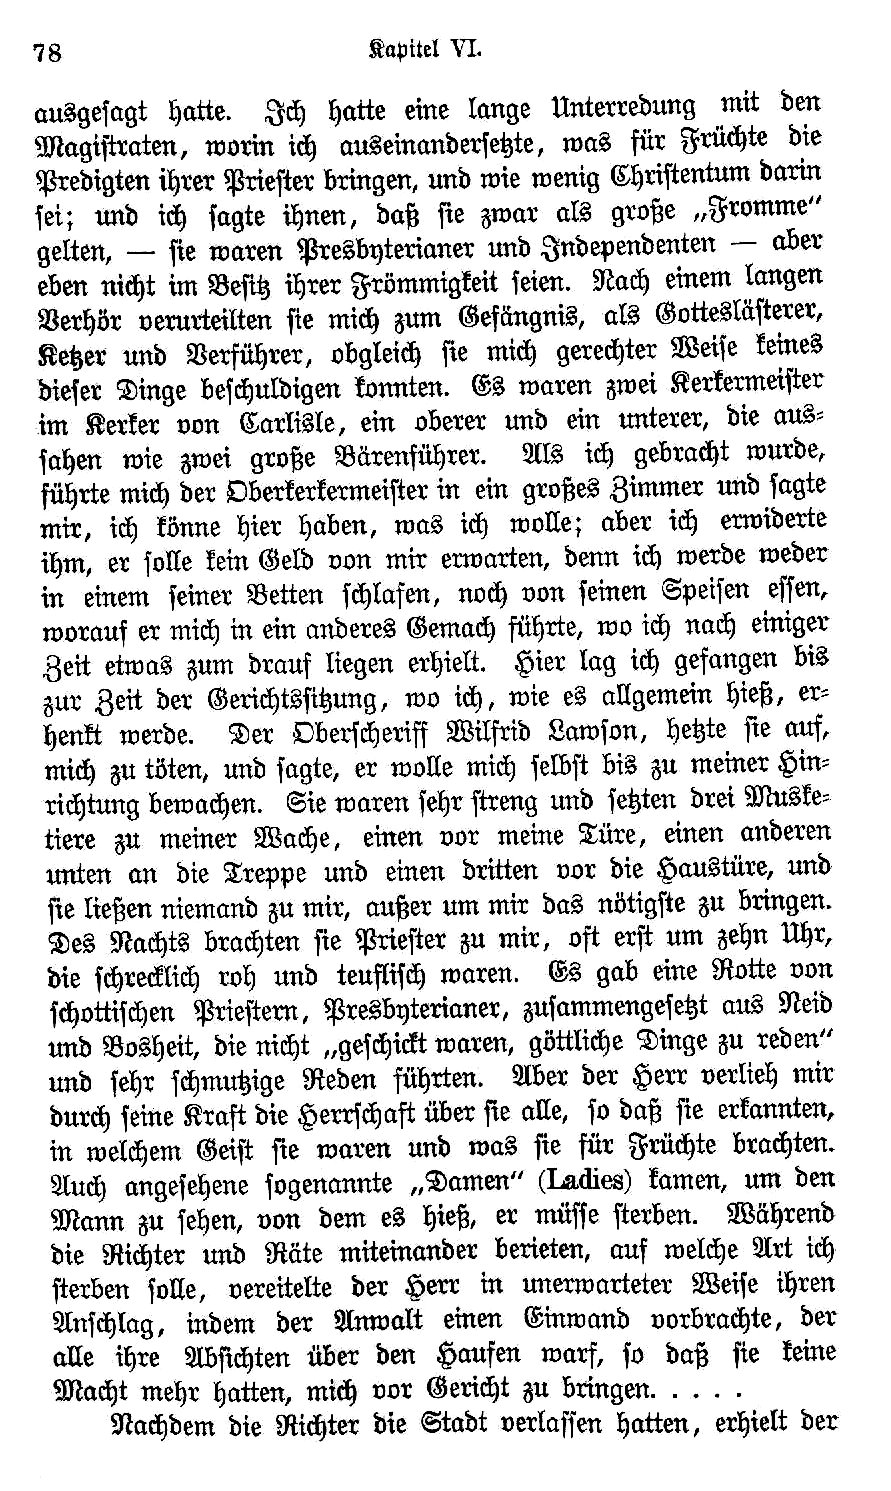 78 Kapitel VI.
ausgesagt hatte. Ich hatte eine lange Unterredung mit den
Magistraten, worin ich auseinandersetzte, was für Früchte die
Predigten ihrer Priester bringen, und wie wenig Christentum darin
sei; und ich sagte ihnen, daß sie zwar als große „Fromme“
gelten, — sie waren Presbyterianer und Independenten — aber
eben nicht im Besitz ihrer Frömmigkeit seien. Nach einem langen
Verhör verurteilten sie mich zum Gefängnis, als Gotteslästerer,
Ketzer und Verführer, obgleich sie mich gerechter Weise keines
dieser Dinge beschuldigen konnten. Es waren zwei Kerkermeister
im Kerker von Carlisle, ein oberer und ein unterer, die aus-
sahen wie zwei große Bärenführer. Als ich gebracht wurde,
führte mich der Oberkerkermeister in ein großes Zimmer und sagte
mir, ich könne hier haben, was ich wolle; aber ich erwiderte
ihm, er solle kein Geld von mir erwarten, denn ich werde weder
in einem seiner Betten schlafen, noch von seinen Speisen essen,
worauf er mich in ein anderes Gemach führte, wo ich nach einiger
Zeit etwas zum drauf liegen erhielt. Hier lag ich gefangen bis
zur Zeit der Gerichtssitzung, wo ich, wie es allgemein hieß, er-
henkt werde. Der Oberscheriff Wilfrid Lawson, hetzte sie auf,
mich zu töten, und sagte, er wolle mich selbst bis zu meiner Hin-
richtung bewachen. Sie waren sehr streng und setzten drei Muske-
tiere zu meiner Wache, einen vor meine Türe, einen anderen
unten an die Treppe und einen dritten vor die Haustüre, und
sie ließen niemand zu mir, außer um mir das nötigste zu bringen.
Des Nachts brachten sie Priester zu mir, oft erst um zehn Uhr,
die schrecklich roh und teuflisch waren. Es gab eine Rotte von
schottischen Priestern, Presbyterianer, zusammengesetzt aus Neid
und Bosheit, die nicht „geschickt waren, göttliche Dinge zu reden“
und sehr schmutzige Reden führten. Aber der Herr verlieh mir
durch seine Kraft die Herrschaft über sie alle, so daß sie erkannten,
in welchem Geist sie waren und was sie für Früchte brachten.
Auch angesehene sogenannte „Damen“ (Ladies) kamen, um den
Mann zu sehen, von dem es hieß, er müsse sterben. Während
die Richter und Räte miteinander berieten, auf welche Art ich
sterben solle, vereitelte der Herr in unerwarteter Weise ihren
Anschlag, indem der Anwalt einen Einwand vorbrachte, der
alle ihre Absichten über den Haufen warf, so daß sie keine
Macht mehr hatten, mich vor Gericht zu bringen. . . . .
Nachdem die Richter die Stadt verlassen hatten, erhielt der